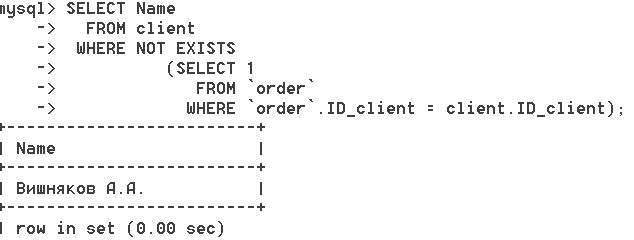 mysql> SELECT Name
    ->   FROM client
    ->  WHERE NOT EXISTS
    ->          (SELECT 1
    ->             FROM `order`
    ->            WHERE `order`.ID_client = client.ID_client);
+-------------------------+
| Name                    |
+-------------------------+
| Вишняков А.А.           |
+-------------------------+
| row in set (0.00 sec)